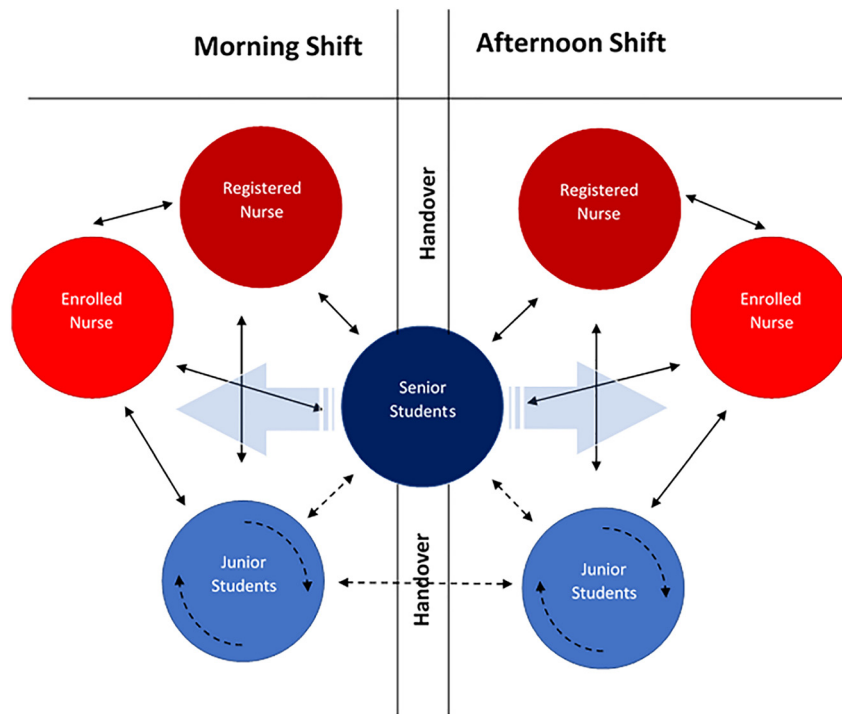 Morning Shift
Afternoon Shift
Handover
Registered
Nurse
Registered
Nurse
Enrolled
Nurse
Enrolled
Nurse
Senior
Students
Junior
Students
Handover
Junior
Students